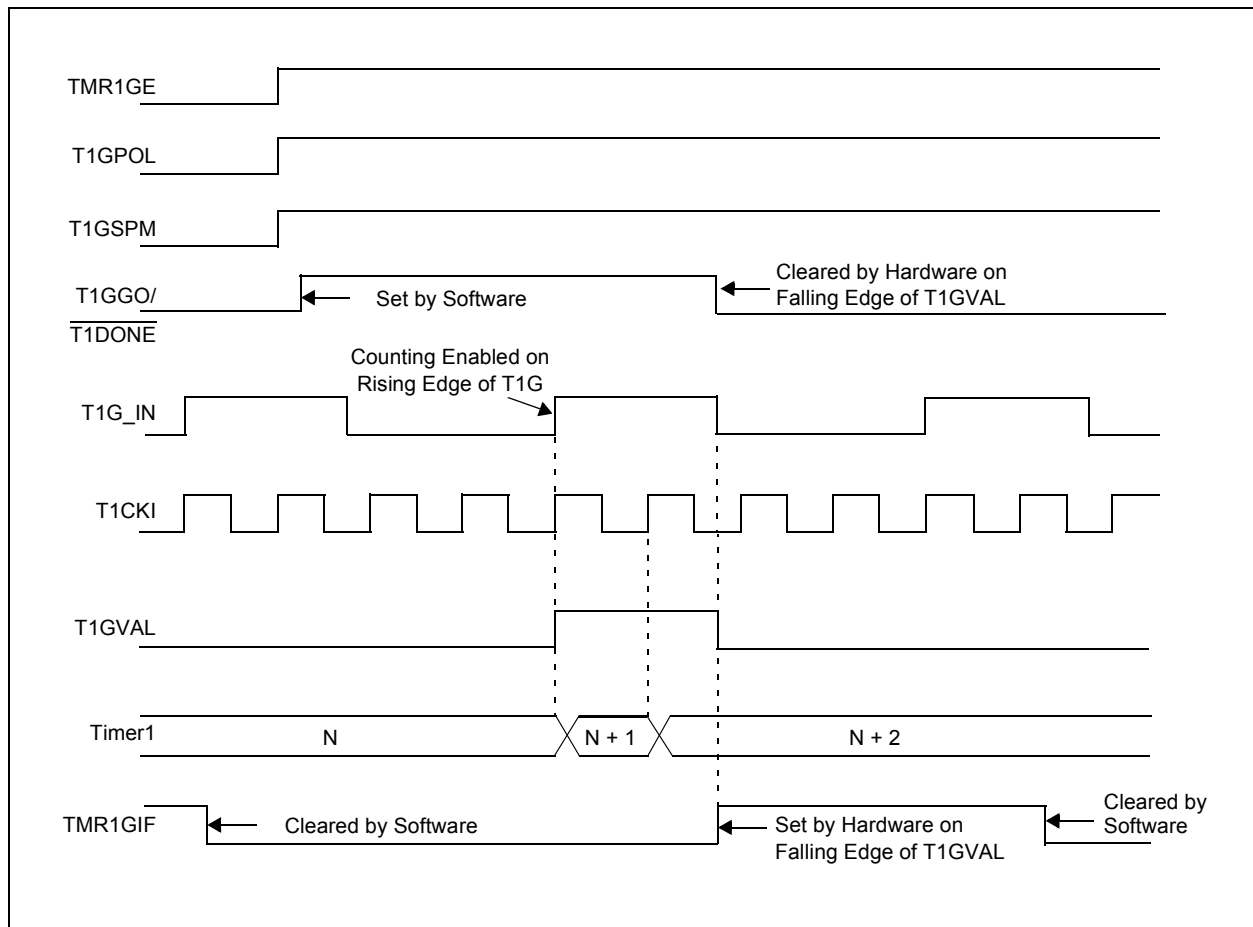 TMR1GE
T1GPOL
T1GSPM
T1GGO/
T1DONE
Set by Software
Cleared by Hardware on
Falling Edge of T1GVAL
Counting Enabled on
Rising Edge of T1G
T1G_IN
T1CKI
T1GVAL
Timer1
N
N + 1
N + 2
TMR1GIF
Cleared by Software
Set by Hardware on
Falling Edge of T1GVAL
Cleared by
Software